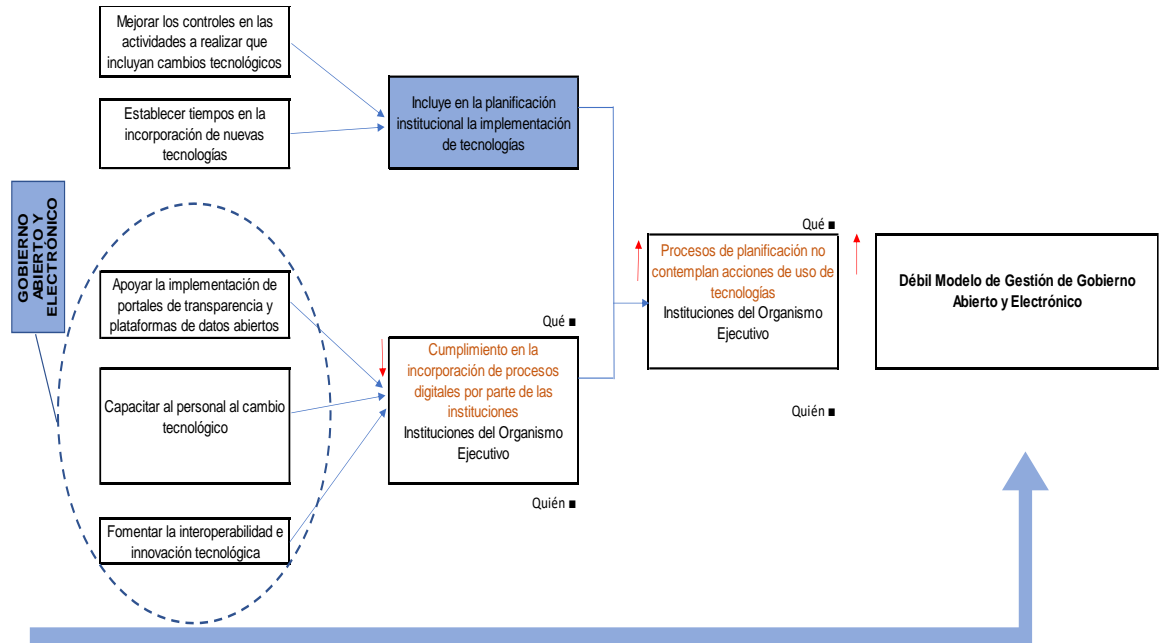 Mejorar los controles en las
actividades a realizar que
incluyan cambios tecnológicos
Establecer tiempos en la
incorporación de nuevas
tecnologías
Incluye en la planificación
institucional la implementación
de tecnologías
GOBIERNO
ABIERTO Y
ELECTRÓNICO
Apoyar la implementación de
portales de transparencia y
plataformas de datos abiertos
Capacitar al personal al cambio
tecnológico
Fomentar la interoperabilidad e
innovación tecnológica
Qué ■
Cumplimiento en la
incorporación de procesos
digitales por parte de las
instituciones
Instituciones del Organismo
Ejecutivo
Quién ■
Qué ■
Procesos de planificación no
contemplan acciones de uso de
tecnologías
Instituciones del Organismo
Ejecutivo
Quién ■
Débil Modelo de Gestión de Gobierno
Abierto y Electrónico